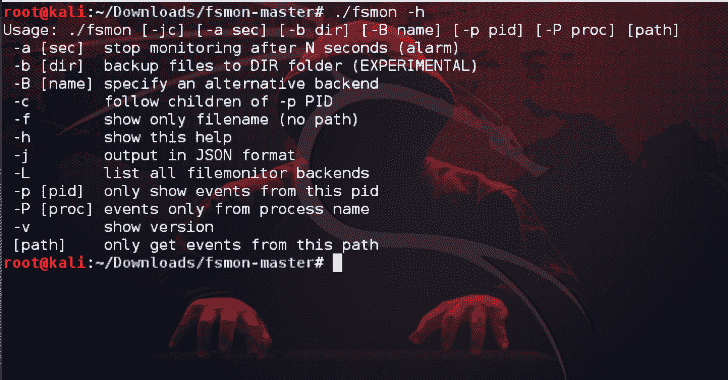 root@kali:~/Downloads/fsmon-master# ./fsmon -h
Usage: ./fsmon [-jc] [-a sec] [-b dir] [-B name] [-p pid] [-P proc] [path]
 -a [sec]  stop monitoring after N seconds (alarm)
 -b [dir]  backup files to DIR folder (EXPERIMENTAL)
 -B [name] specify an alternative backend
 -c        follow children of -p PID
 -f        show only filename (no path)
 -h        show this help
 -j        output in JSON format
 -L        list all filemonitor backends
 -p [pid]  only show events from this pid
 -P [proc] events only from process name
 -v        show version
 [path]    only get events from this path
root@kali:~/Downloads/fsmon-master#